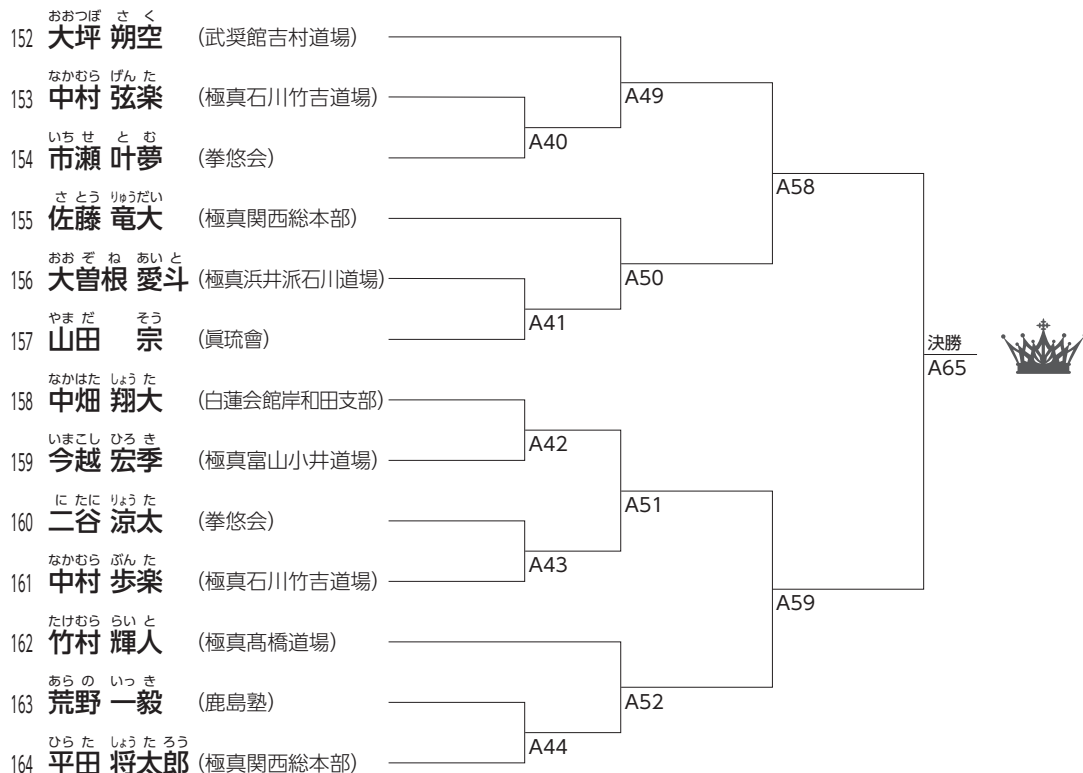 おおつぼ さく
152 大坪 朔空 (武奨館吉村道場)
なかむら げんた
153 中村 弦楽 (極真石川竹吉道場)
いちせ とむ
154 市瀬 叶夢 (拳悠会)
さとう りゅうだい
155 佐藤 竜大 (極真関西総本部)
おおぞね あいと
156 大曽根 愛斗 (極真浜井派石川道場)
やまだ そう
157 山田 宗 (眞琉會)
なかはた しょうた
158 中畑 翔大 (白蓮会館岸和田支部)
いまこし ひろき
159 今越 宏季 (極真富山小井道場)
にたに りょうた
160 二谷 涼太 (拳悠会)
なかむら ぶんた
161 中村 歩楽 (極真石川竹吉道場)
たけむら らいと
162 竹村 輝人 (極真髙橋道場)
あらの いっき
163 荒野 一毅 (鹿島塾)
ひらた しょうたろう
164 平田 将太郎 (極真関西総本部)
A40
A41
A42
A43
A44
A49
A50
A51
A52
A58
A59
決勝
A65